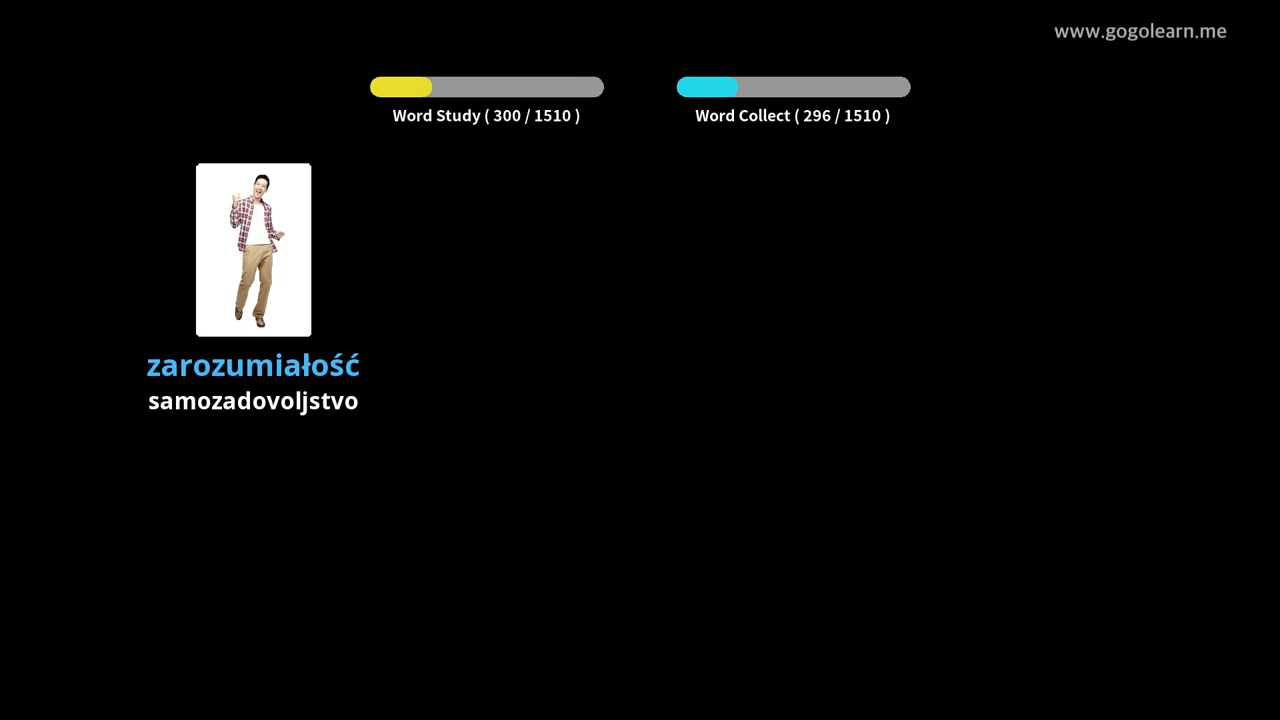 www.gogolearn.me
Word Study ( 300 / 1510 )
Word Collect ( 296 / 1510 )
zarozumiałość
samozadovoljstvo